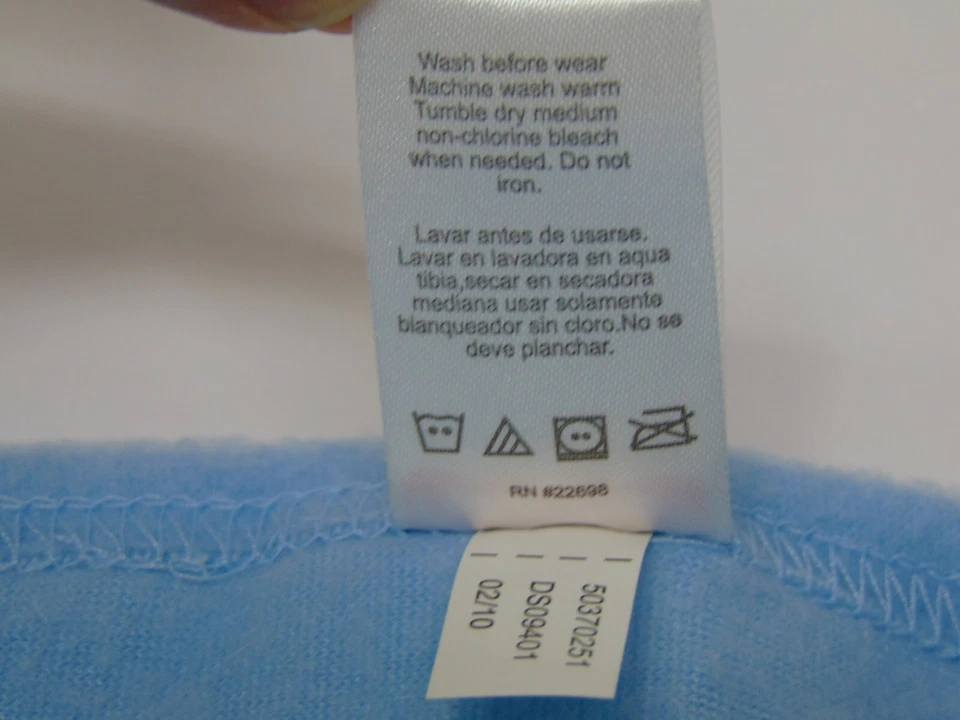 Wash before wear
Machine wash warm
Tumble dry medium
non-chlorine bleach
when needed. Do not
iron.
Lavar antes de usarse.
Lavar en lavadora en aqua
tibia,secar en secadora
mediana usar solamente
blanqueador sin cloro.No se
deve planchar.
RN #22698
50370251
DS09401
02/10